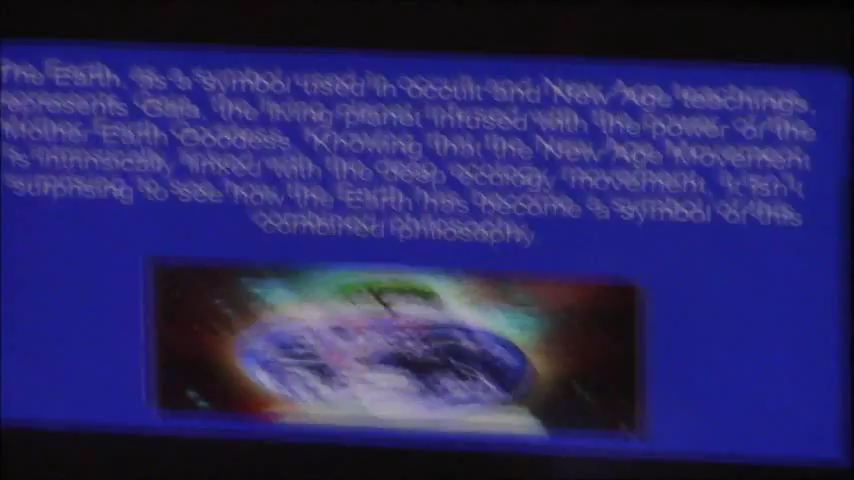 The Earth, as a symbol used in occult and New Age teachings,
represents Gaia, the living planet infused with the power of the
Mother Earth Goddess. Knowing that the New Age Movement
is intrinsically linked with the deep ecology movement, it isn't
surprising to see how the Earth has become a symbol of this
combined philosophy.